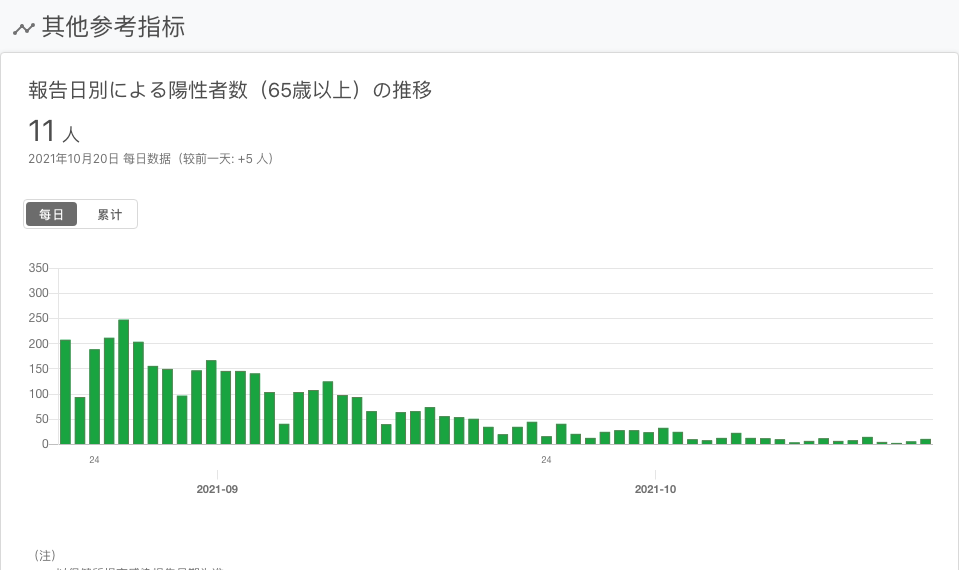 其他参考指标
報告日別による陽性者数（65歳以上）の推移
11 人
2021年10月20日 每日数据（较前一天: +5 人）
每日 累计
350
300
250
200
150
100
50
0
24 24
2021-09 2021-10
（注）